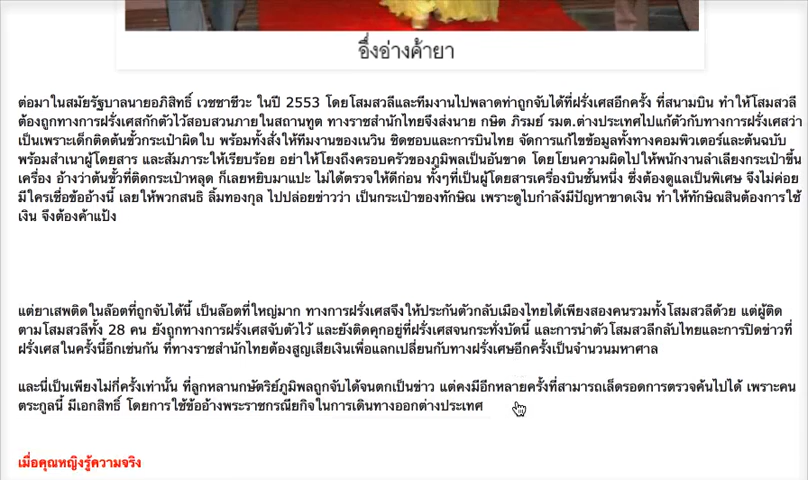 อึ่งอ่างค้ายา
ต่อมาในสมัยรัฐบาลนายอภิสิทธิ์ เวชชาชีวะ ในปี 2553 โดยโสมสวลีและทีมงานไปพลาดท่าถูกจับได้ที่ฝรั่งเศสอีกครั้ง ที่สนามบิน ทำให้โสมสวลี
ต้องถูกทางการฝรั่งเศสกักตัวไว้สอบสวนภายในสถานทูต ทางราชสำนักไทยจึงส่งนาย กษิต ภิรมย์ รมต.ต่างประเทศไปแก้ตัวกับทางการฝรั่งเศสว่า
เป็นเพราะเด็กติดต้นขั้วกระเป๋าผิดใบ พร้อมทั้งสั่งให้ทีมงานของเนวิน ชิดชอบและการบินไทย จัดการแก้ไขข้อมูลทั้งทางคอมพิวเตอร์และต้นฉบับ
พร้อมสำเนาผู้โดยสาร และสัมภาระให้เรียบร้อย อย่าให้โยงถึงครอบครัวของภูมิพลเป็นอันขาด โดยโยนความผิดไปให้พนักงานลำเลียงกระเป๋าขึ้น
เครื่อง อ้างว่าต้นขั้วที่ติดกระเป๋าหลุด ก็เลยหยิบมาแปะ ไม่ได้ตรวจให้ดีก่อน ทั้งๆที่เป็นผู้โดยสารเครื่องบินชั้นหนึ่ง ซึ่งต้องดูแลเป็นพิเศษ จึงไม่ค่อย
มีใครเชื่อข้ออ้างนี้ เลยให้พวกสนธิ ลิ้มทองกุล ไปปล่อยข่าวว่า เป็นกระเป๋าของทักษิณ เพราะดูไบกำลังมีปัญหาขาดเงิน ทำให้ทักษิณสินต้องการใช้
เงิน จึงต้องค้าแป้ง
แต่ยาเสพติดในล๊อตที่ถูกจับได้นี้ เป็นล๊อตที่ใหญ่มาก ทางการฝรั่งเศสจึงให้ประกันตัวกลับเมืองไทยได้เพียงสองคนรวมทั้งโสมสวลีด้วย แต่ผู้ติด
ตามโสมสวลีทั้ง 28 คน ยังถูกทางการฝรั่งเศสจับตัวไว้ และยังติดคุกอยู่ที่ฝรั่งเศสจนกระทั่งบัดนี้ และการนำตัวโสมสวลีกลับไทยและการปิดข่าวที่
ฝรั่งเศสในครั้งนี้อีกเช่นกัน ที่ทางราชสำนักไทยต้องสูญเสียเงินเพื่อแลกเปลี่ยนกับทางฝรั่งเศษอีกครั้งเป็นจำนวนมหาศาล
และนี่เป็นเพียงไม่กี่ครั้งเท่านั้น ที่ลูกหลานกษัตริย์ภูมิพลถูกจับได้จนตกเป็นข่าว แต่คงมีอีกหลายครั้งที่สามารถเล็ดรอดการตรวจค้นไปได้ เพราะคน
ตระกูลนี้ มีเอกสิทธิ์ โดยการใช้ข้ออ้างพระราชกรณียกิจในการเดินทางออกต่างประเทศ
เมื่อคุณหญิงรู้ความจริง